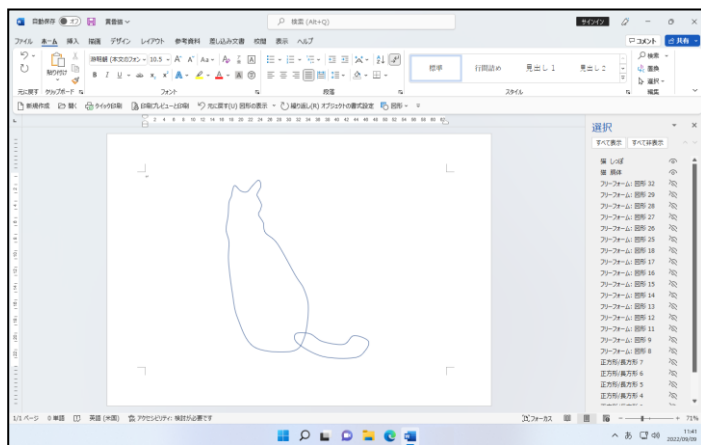 自動保存 オフ 黄昏猫 検索 (Alt+Q) サインイン
ファイル ホーム 挿入 描画 デザイン レイアウト 参考資料 差し込み文書 校閲 表示 ヘルプ コメント 共有
貼り付け 游明朝 (本文のフォン 10.5 標準 行間詰め 見出し 1 見出し 2 検索
置換
選択
元に戻す クリップボード フォント 段落 スタイル 編集
新規作成 開く クイック印刷 印刷プレビューと印刷 元に戻す(U) 図形の表示 繰り返し(R) オブジェクトの書式設定 図形
選択
すべて表示 すべて非表示
猫 しっぽ
猫 胴体
フリーフォーム: 図形 32
フリーフォーム: 図形 29
フリーフォーム: 図形 28
フリーフォーム: 図形 27
フリーフォーム: 図形 26
フリーフォーム: 図形 25
フリーフォーム: 図形 18
フリーフォーム: 図形 17
フリーフォーム: 図形 16
フリーフォーム: 図形 15
フリーフォーム: 図形 14
フリーフォーム: 図形 13
フリーフォーム: 図形 12
フリーフォーム: 図形 11
フリーフォーム: 図形 9
フリーフォーム: 図形 8
正方形/長方形 7
正方形/長方形 6
正方形/長方形 5
正方形/長方形 4
1/1 ページ 0 単語 英語 (米国) アクセシビリティ: 検討が必要です フォーカス 71%
あ 11:41
2022/09/09